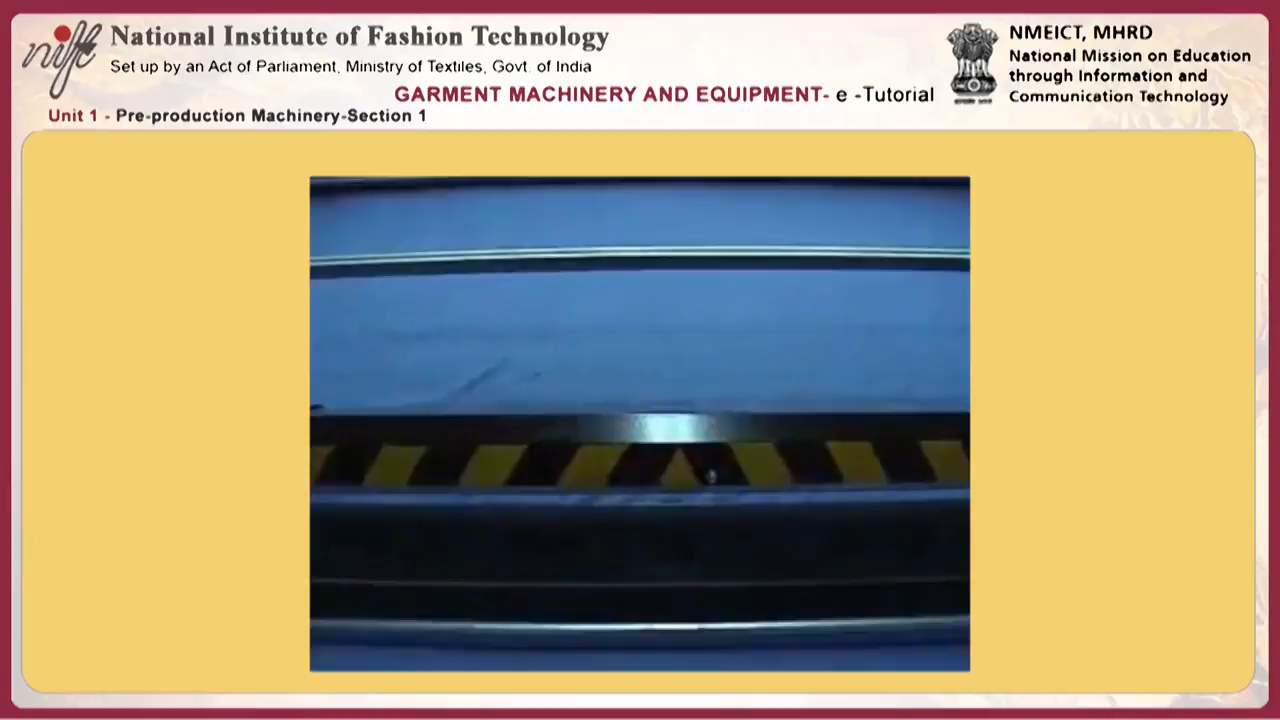 nift
National Institute of Fashion Technology
Set up by an Act of Parliament, Ministry of Textiles, Govt. of India
NMEICT, MHRD
National Mission on Education
through Information and
Communication Technology
GARMENT MACHINERY AND EQUIPMENT- e -Tutorial
Unit 1 - Pre-production Machinery-Section 1